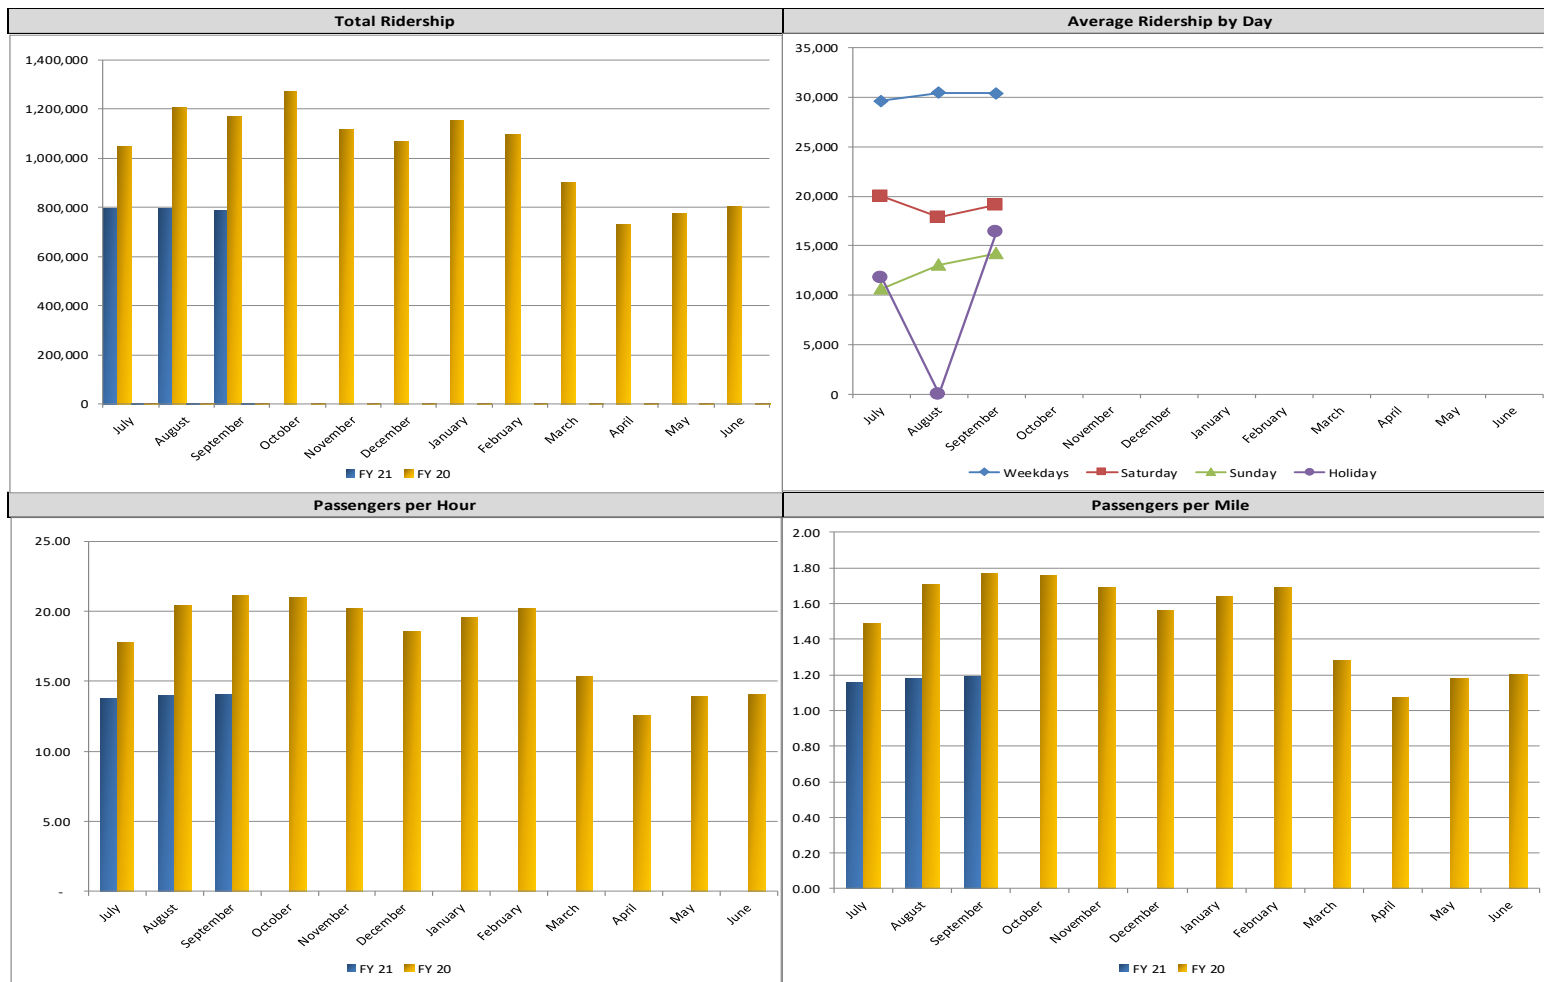 Total Ridership
1,400,000
1,200,000
1,000,000
800,000
600,000
400,000
200,000
0
July August September October November December January February March April May June
FY 21 FY 20
Average Ridership by Day
35,000
30,000
25,000
20,000
15,000
10,000
5,000
0
July August September October November December January February March April May June
Weekdays Saturday Sunday Holiday
Passengers per Hour
25.00
20.00
15.00
10.00
5.00
-
July August September October November December January February March April May June
FY 21 FY 20
Passengers per Mile
2.00
1.80
1.60
1.40
1.20
1.00
0.80
0.60
0.40
0.20
0.00
July August September October November December January February March April May June
FY 21 FY 20